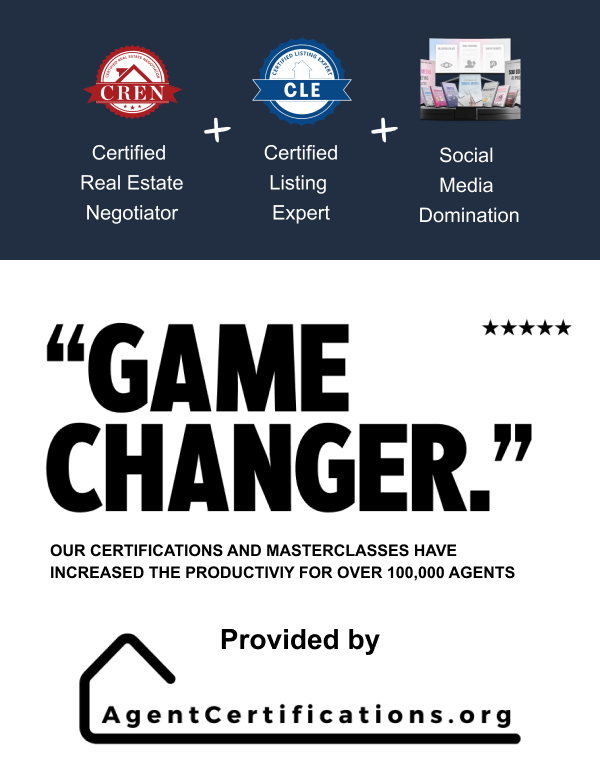 CERTIFIED REAL ESTATE NEGOTIATOR
CREN
CERTIFIED LISTING EXPERT
CLE
+
+
Certified
Real Estate
Negotiator
Certified
Listing
Expert
Social
Media
Domination
★★★★★
“GAME
CHANGER.”
OUR CERTIFICATIONS AND MASTERCLASSES HAVE
INCREASED THE PRODUCTIVIY FOR OVER 100,000 AGENTS
Provided by
AgentCertifications.org